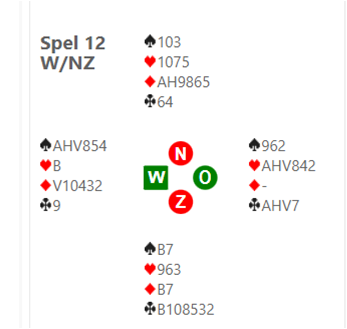 Spel 12
W/NZ
♠103
♥1075
♦AH9865
♣64
♠AHV854
♥B
♦V10432
♣9
N
W O
Z
♠962
♥AHV842
♦-
♣AHV7
♠B7
♥963
♦B7
♣B108532